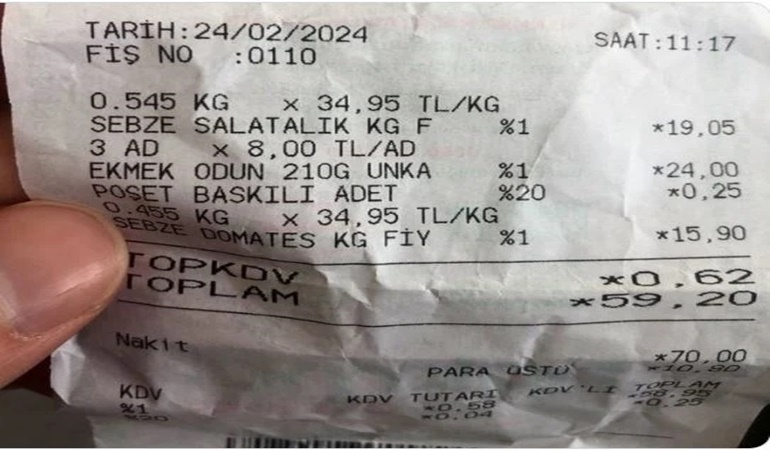 TARİH:24/02/2024 SAAT:11:17
FİŞ NO :0110
0.545 KG x 34,95 TL/KG
SEBZE SALATALIK KG F %1 *19,05
3 AD x 8,00 TL/AD
EKMEK ODUN 210G UNKA %1 *24,00
POŞET BASKILI ADET %20 *0,25
0.455 KG x 34,95 TL/KG
SEBZE DOMATES KG FİY %1 *15,90
TOPKDV *0,62
TOPLAM *59,20
Nakit *70,00
PARA ÜSTÜ *10,80
KDV KDV TUTARI KDV'Lİ TOPLAM
%1 *0,58 *58,95
%20 *0,04 *0,25